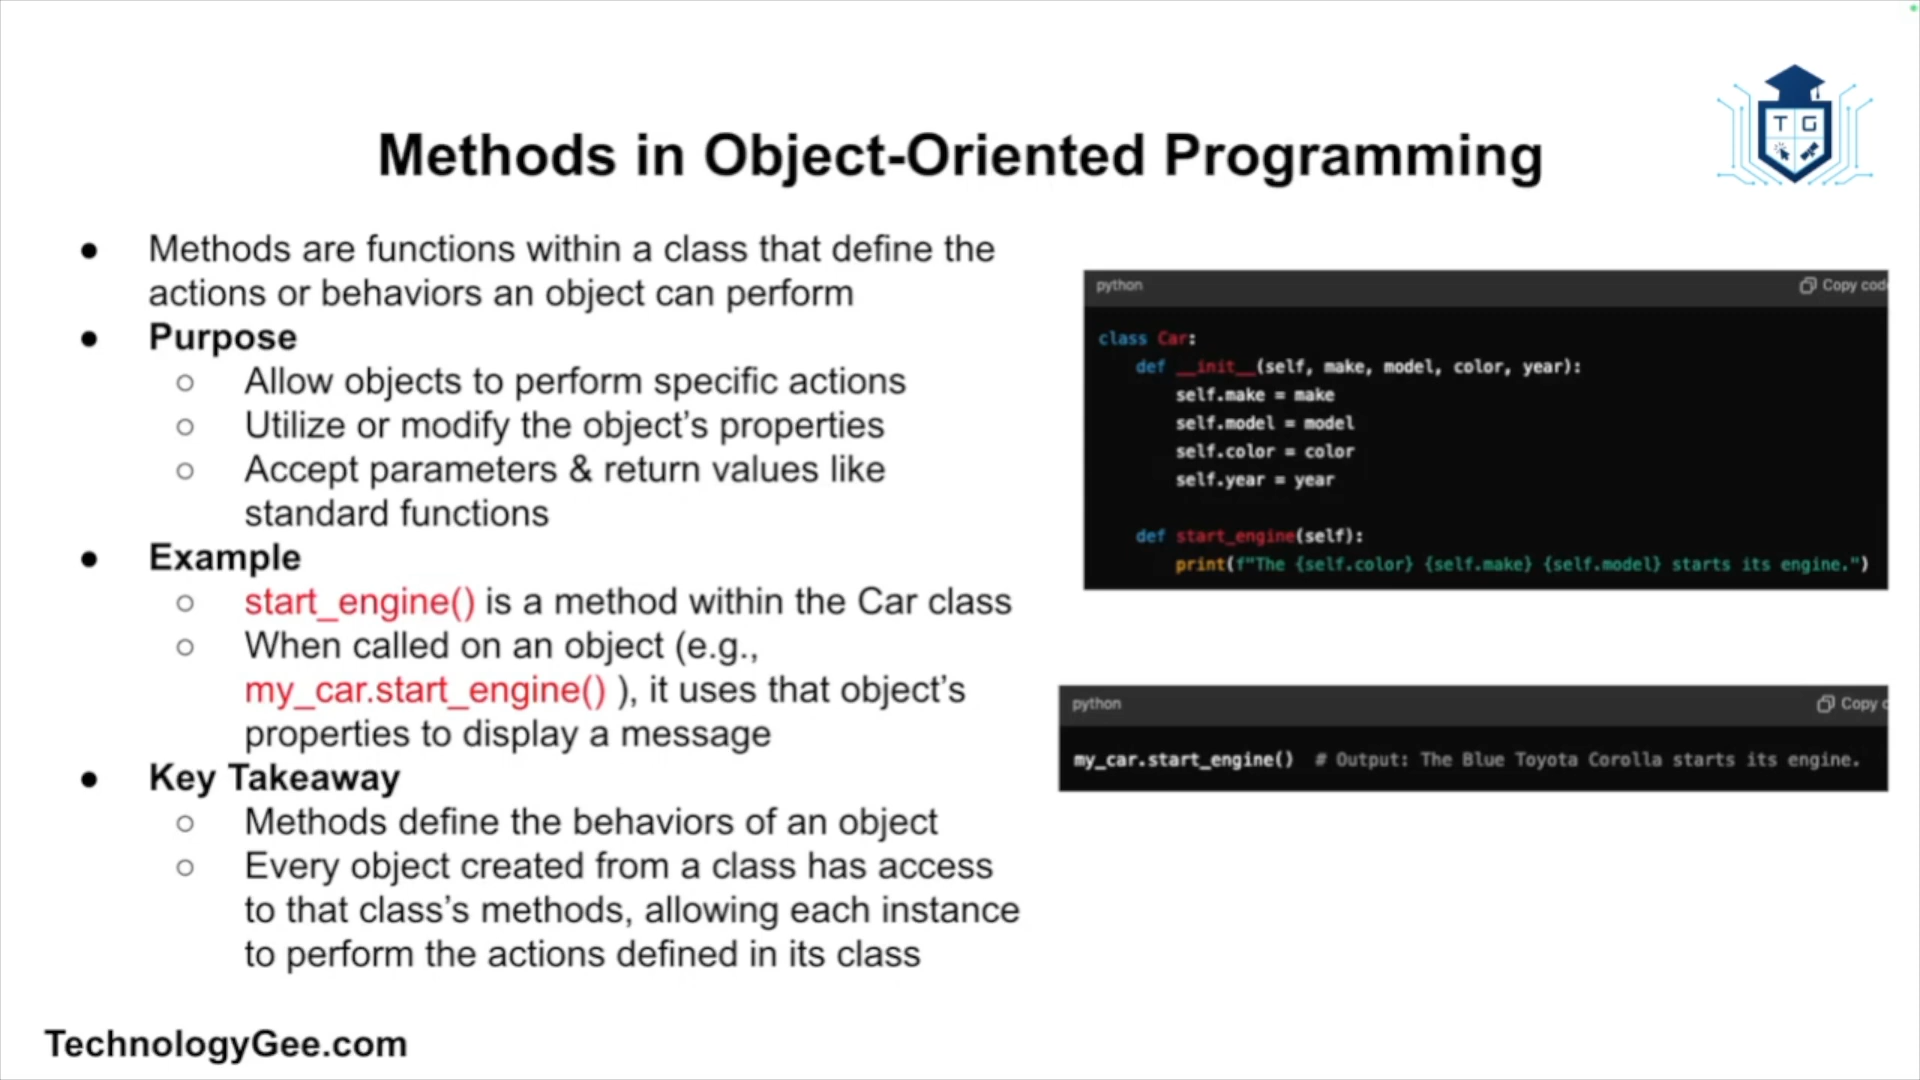 Methods in Object-Oriented Programming
T G
● Methods are functions within a class that define the
actions or behaviors an object can perform
● Purpose
○ Allow objects to perform specific actions
○ Utilize or modify the object’s properties
○ Accept parameters & return values like
standard functions
● Example
○ start_engine() is a method within the Car class
○ When called on an object (e.g.,
my_car.start_engine() ), it uses that object’s
properties to display a message
● Key Takeaway
○ Methods define the behaviors of an object
○ Every object created from a class has access
to that class’s methods, allowing each instance
to perform the actions defined in its class
python Copy cod
class Car:
    def __init__(self, make, model, color, year):
        self.make = make
        self.model = model
        self.color = color
        self.year = year
    def start_engine(self):
        print(f"The {self.color} {self.make} {self.model} starts its engine.")
python Copy c
my_car.start_engine()  # Output: The Blue Toyota Corolla starts its engine.
TechnologyGee.com